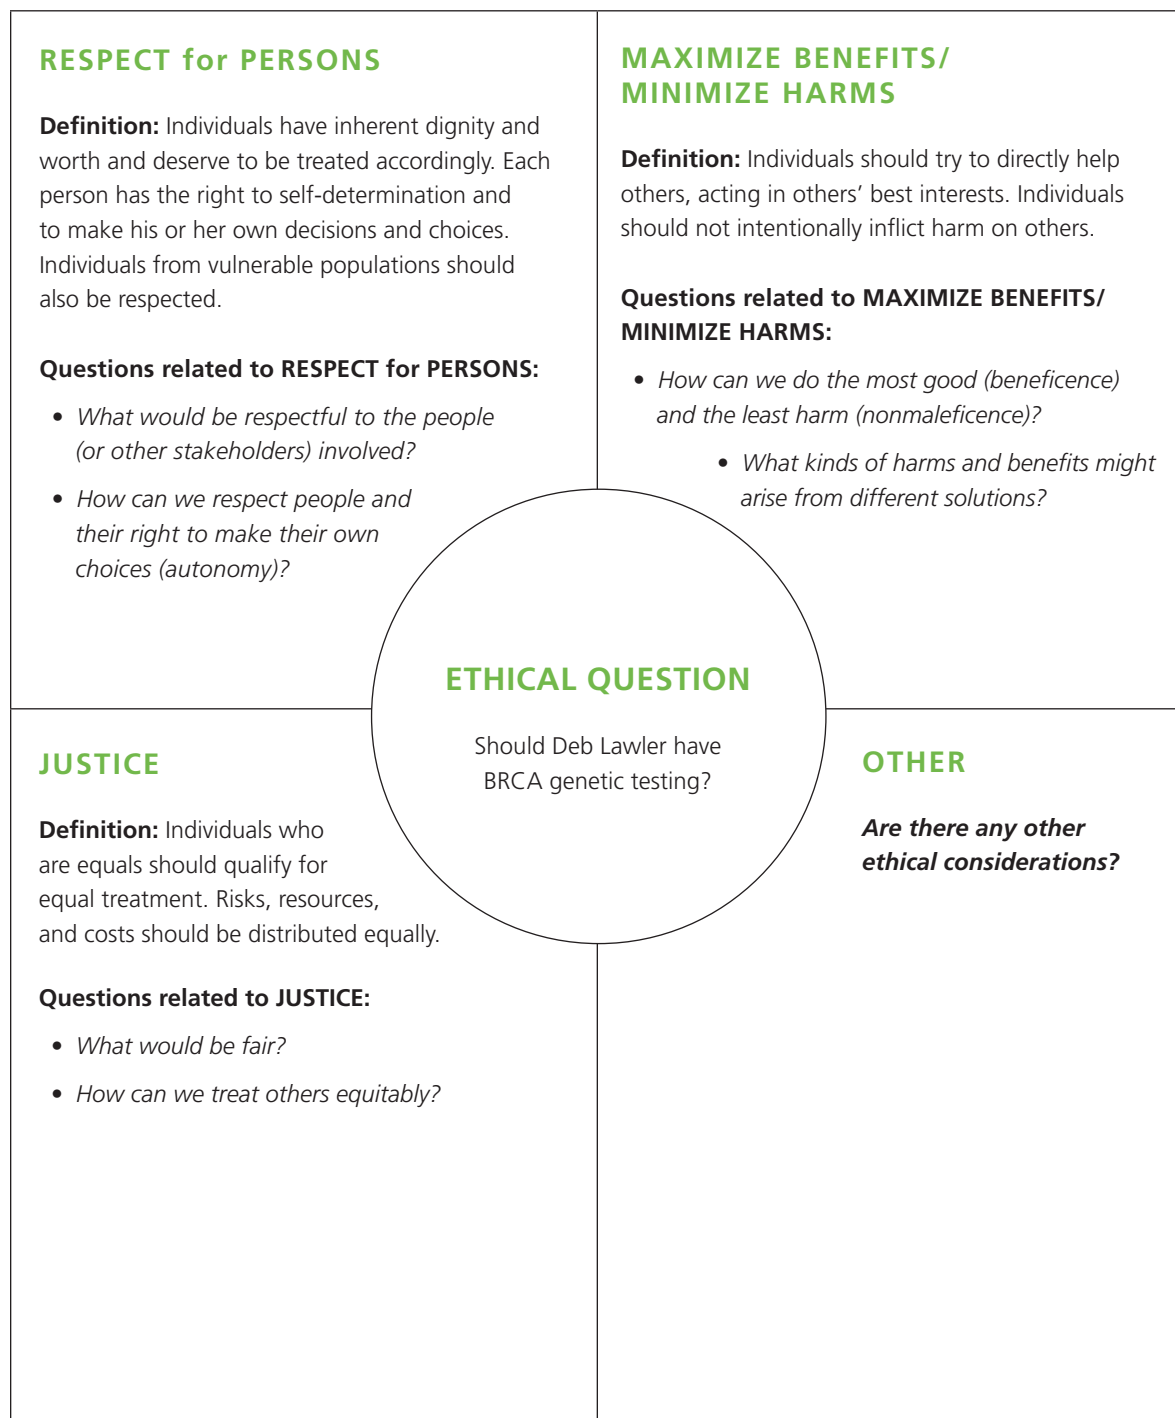 RESPECT for PERSONS
Definition: Individuals have inherent dignity and
worth and deserve to be treated accordingly. Each
person has the right to self-determination and
to make his or her own decisions and choices.
Individuals from vulnerable populations should
also be respected.
Questions related to RESPECT for PERSONS:
• What would be respectful to the people
(or other stakeholders) involved?
• How can we respect people and
their right to make their own
choices (autonomy)?
MAXIMIZE BENEFITS/
MINIMIZE HARMS
Definition: Individuals should try to directly help
others, acting in others’ best interests. Individuals
should not intentionally inflict harm on others.
Questions related to MAXIMIZE BENEFITS/
MINIMIZE HARMS:
• How can we do the most good (beneficence)
and the least harm (nonmaleficence)?
• What kinds of harms and benefits might
arise from different solutions?
ETHICAL QUESTION
Should Deb Lawler have
BRCA genetic testing?
JUSTICE
Definition: Individuals who
are equals should qualify for
equal treatment. Risks, resources,
and costs should be distributed equally.
Questions related to JUSTICE:
• What would be fair?
• How can we treat others equitably?
OTHER
Are there any other
ethical considerations?